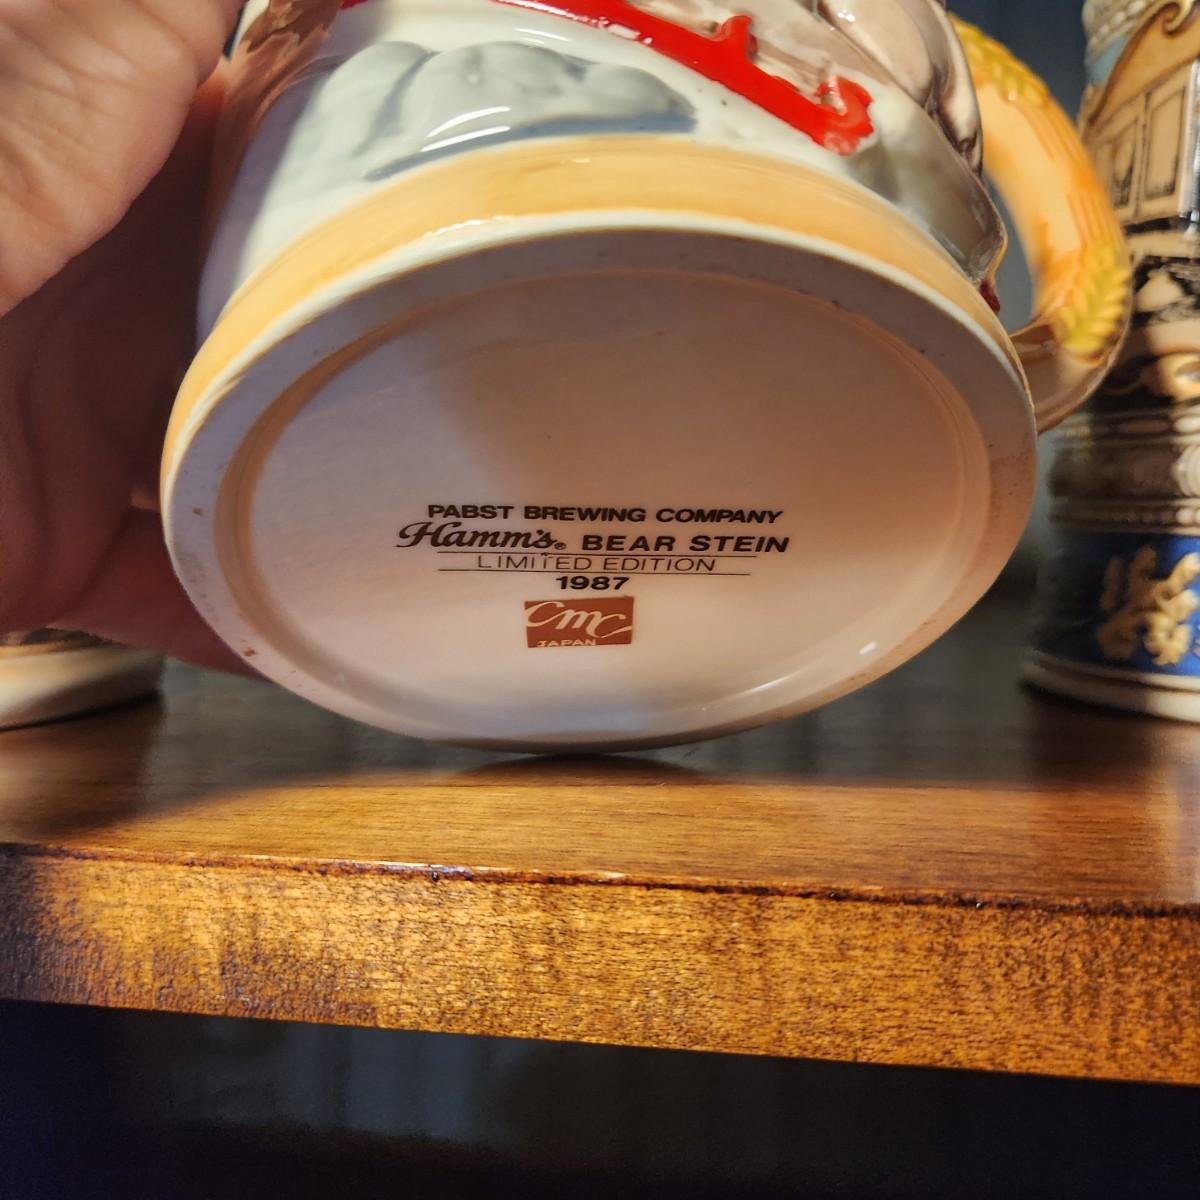 PABST BREWING COMPANY
Hamm's® BEAR STEIN
LIMITED EDITION
1987
CMC
JAPAN